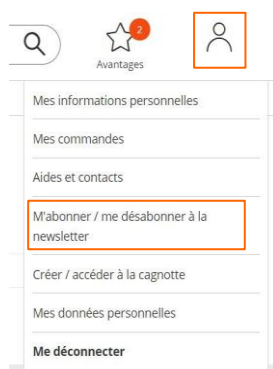 2
Avantages
Mes informations personnelles
Mes commandes
Aides et contacts
M'abonner / me désabonner à la
newsletter
Créer / accéder à la cagnotte
Mes données personnelles
Me déconnecter